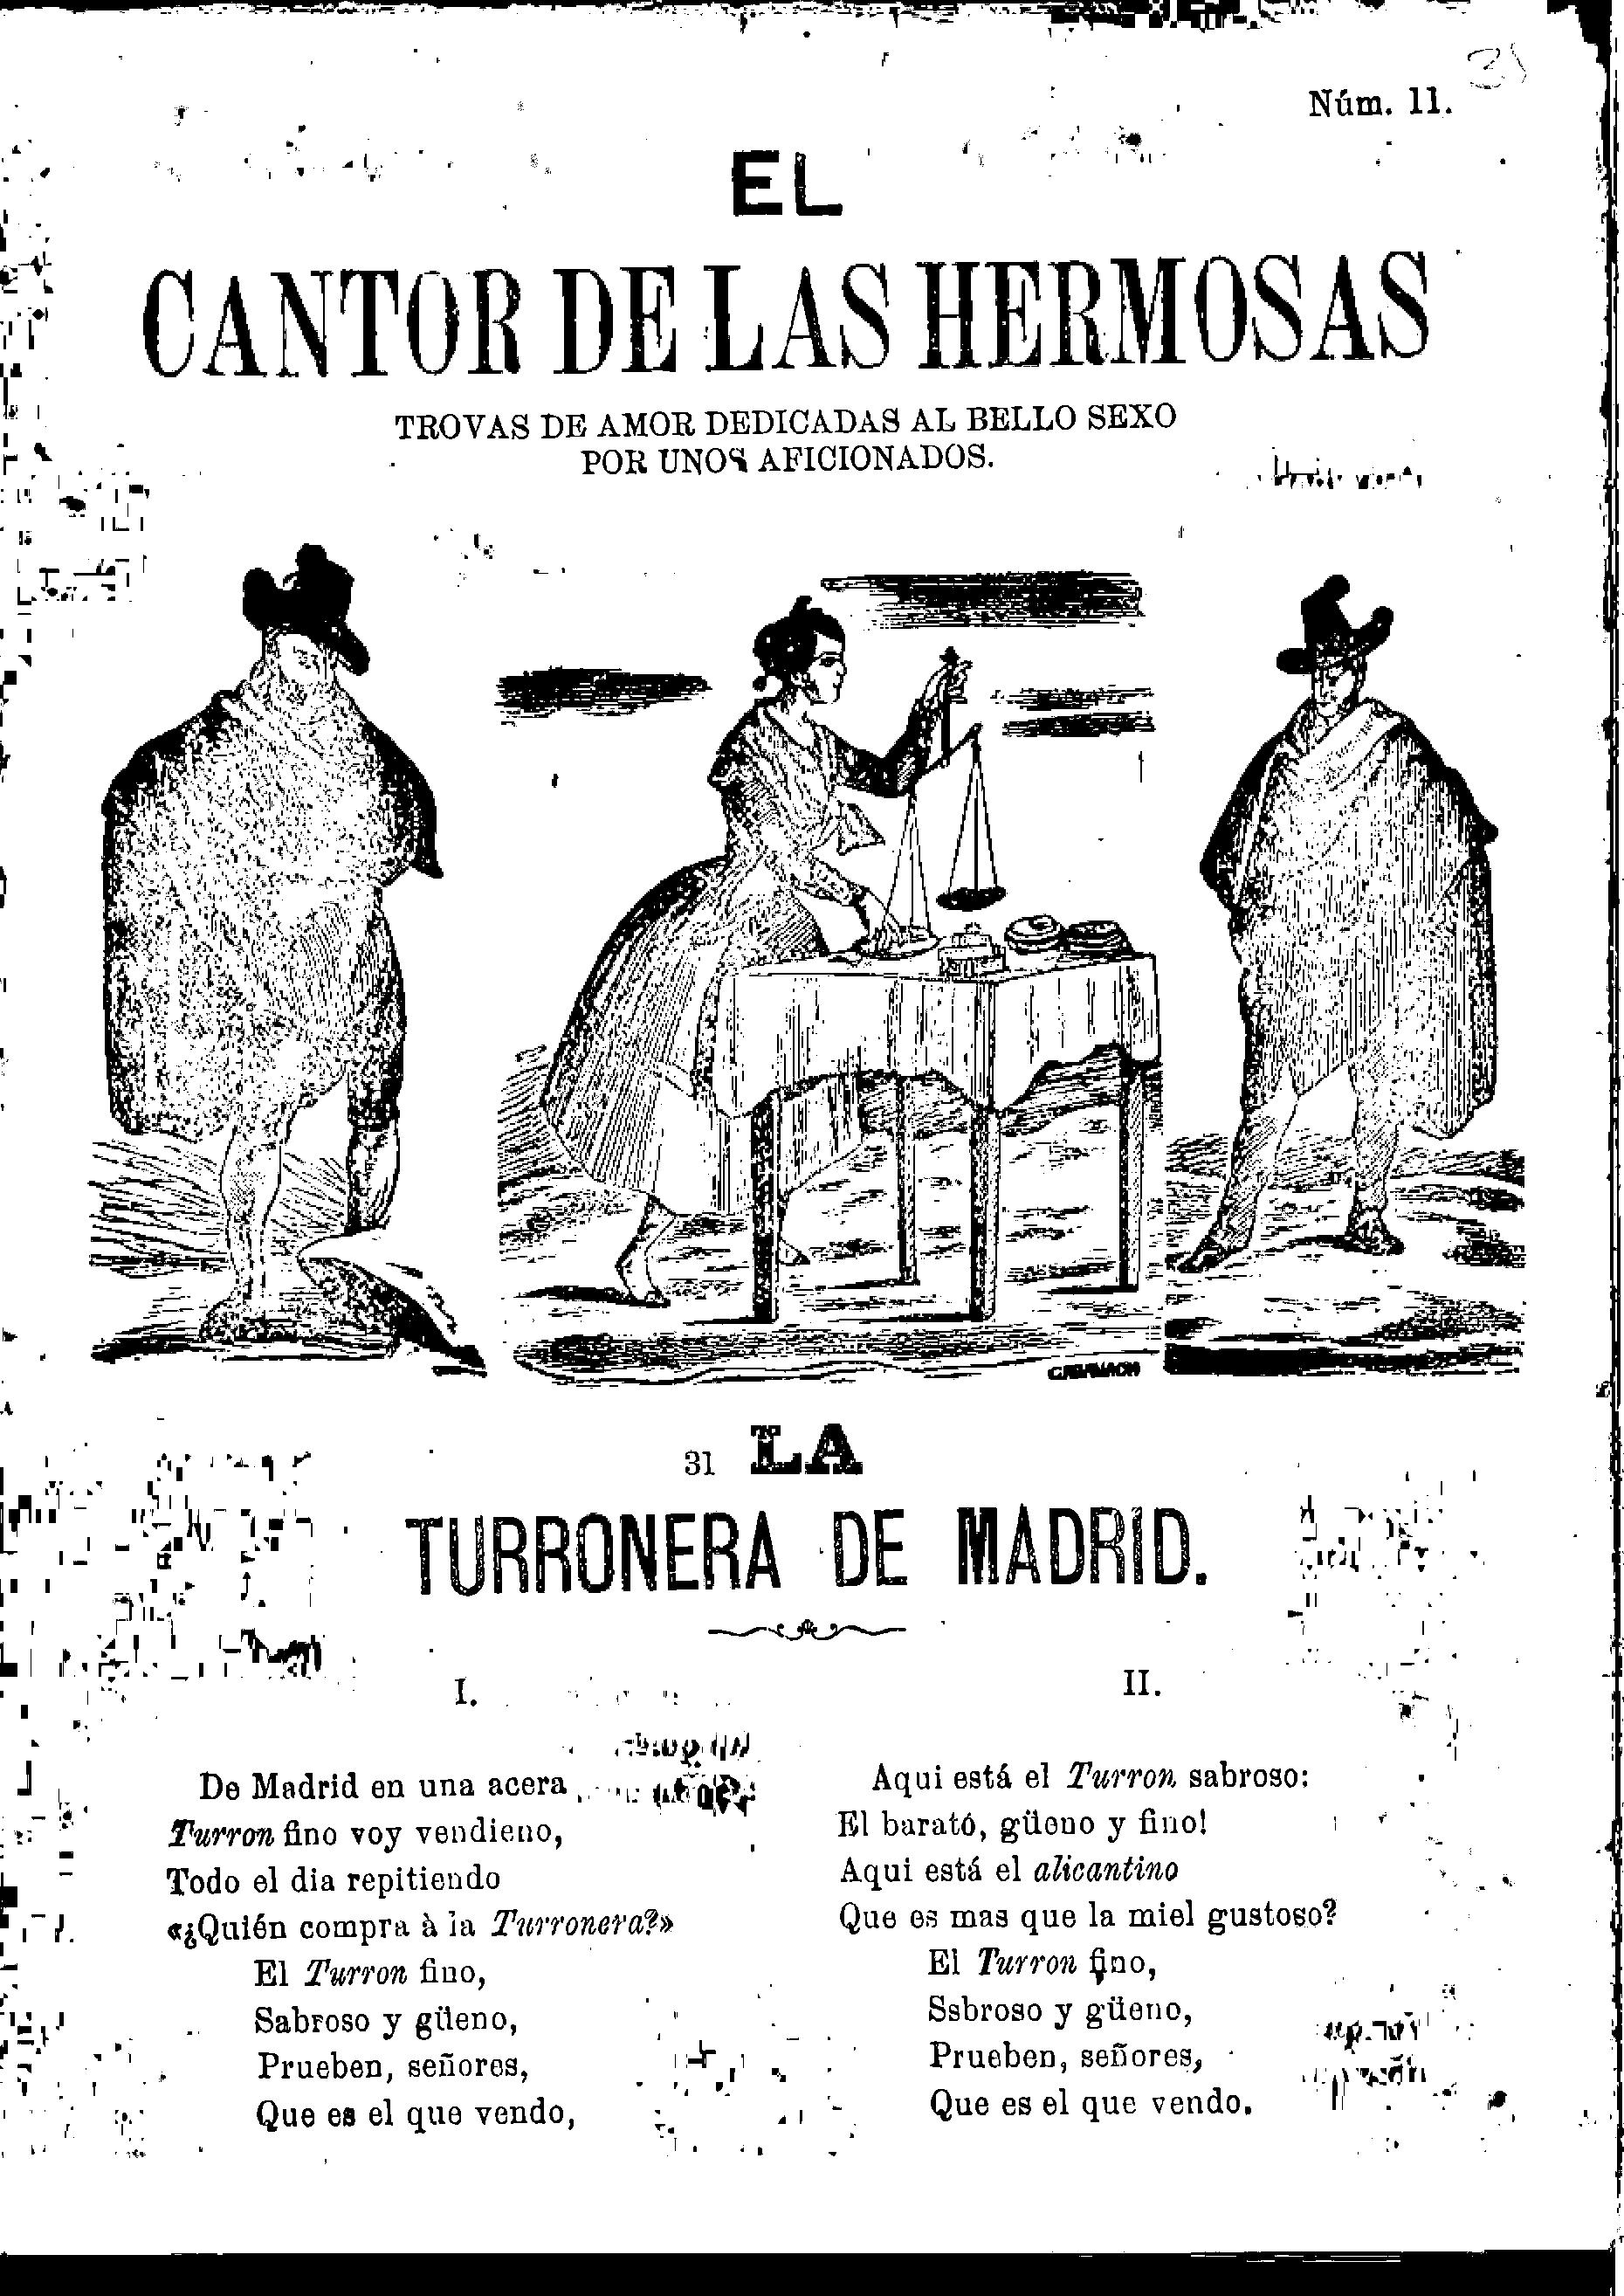 31
Núm. 11.
EL
CANTOR DE LAS HERMOSAS
TROVAS DE AMOR DEDICADAS AL BELLO SEXO
POR UNOS AFICIONADOS.
31 LA
TURRONERA DE MADRID.
I.
De Madrid en una acera
Turron fino voy vendieno,
Todo el dia repitiendo
«¿Quién compra à la Turronera?»
El Turron fino,
Sabroso y güeno,
Prueben, señores,
Que es el que vendo,
II.
Aqui está el Turron sabroso:
El barató, güeno y fino!
Aqui está el alicantino
Que es mas que la miel gustoso?
El Turron fino,
Ssbroso y güeno,
Prueben, señores,
Que es el que vendo.